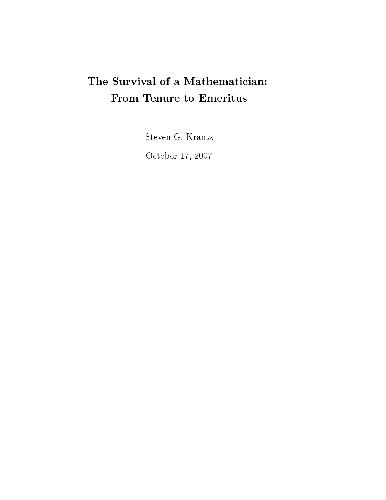 The Survival of a Mathematician:
From Tenure to Emeritus
Steven G. Krantz
October 17, 2007